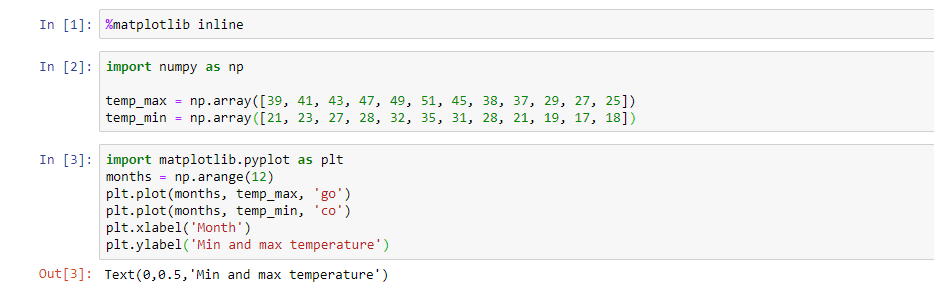 In [1]: %matplotlib inline
In [2]: import numpy as np
temp_max = np.array([39, 41, 43, 47, 49, 51, 45, 38, 37, 29, 27, 25])
temp_min = np.array([21, 23, 27, 28, 32, 35, 31, 28, 21, 19, 17, 18])
In [3]: import matplotlib.pyplot as plt
months = np.arange(12)
plt.plot(months, temp_max, 'go')
plt.plot(months, temp_min, 'co')
plt.xlabel('Month')
plt.ylabel('Min and max temperature')
Out[3]: Text(0,0.5,'Min and max temperature')